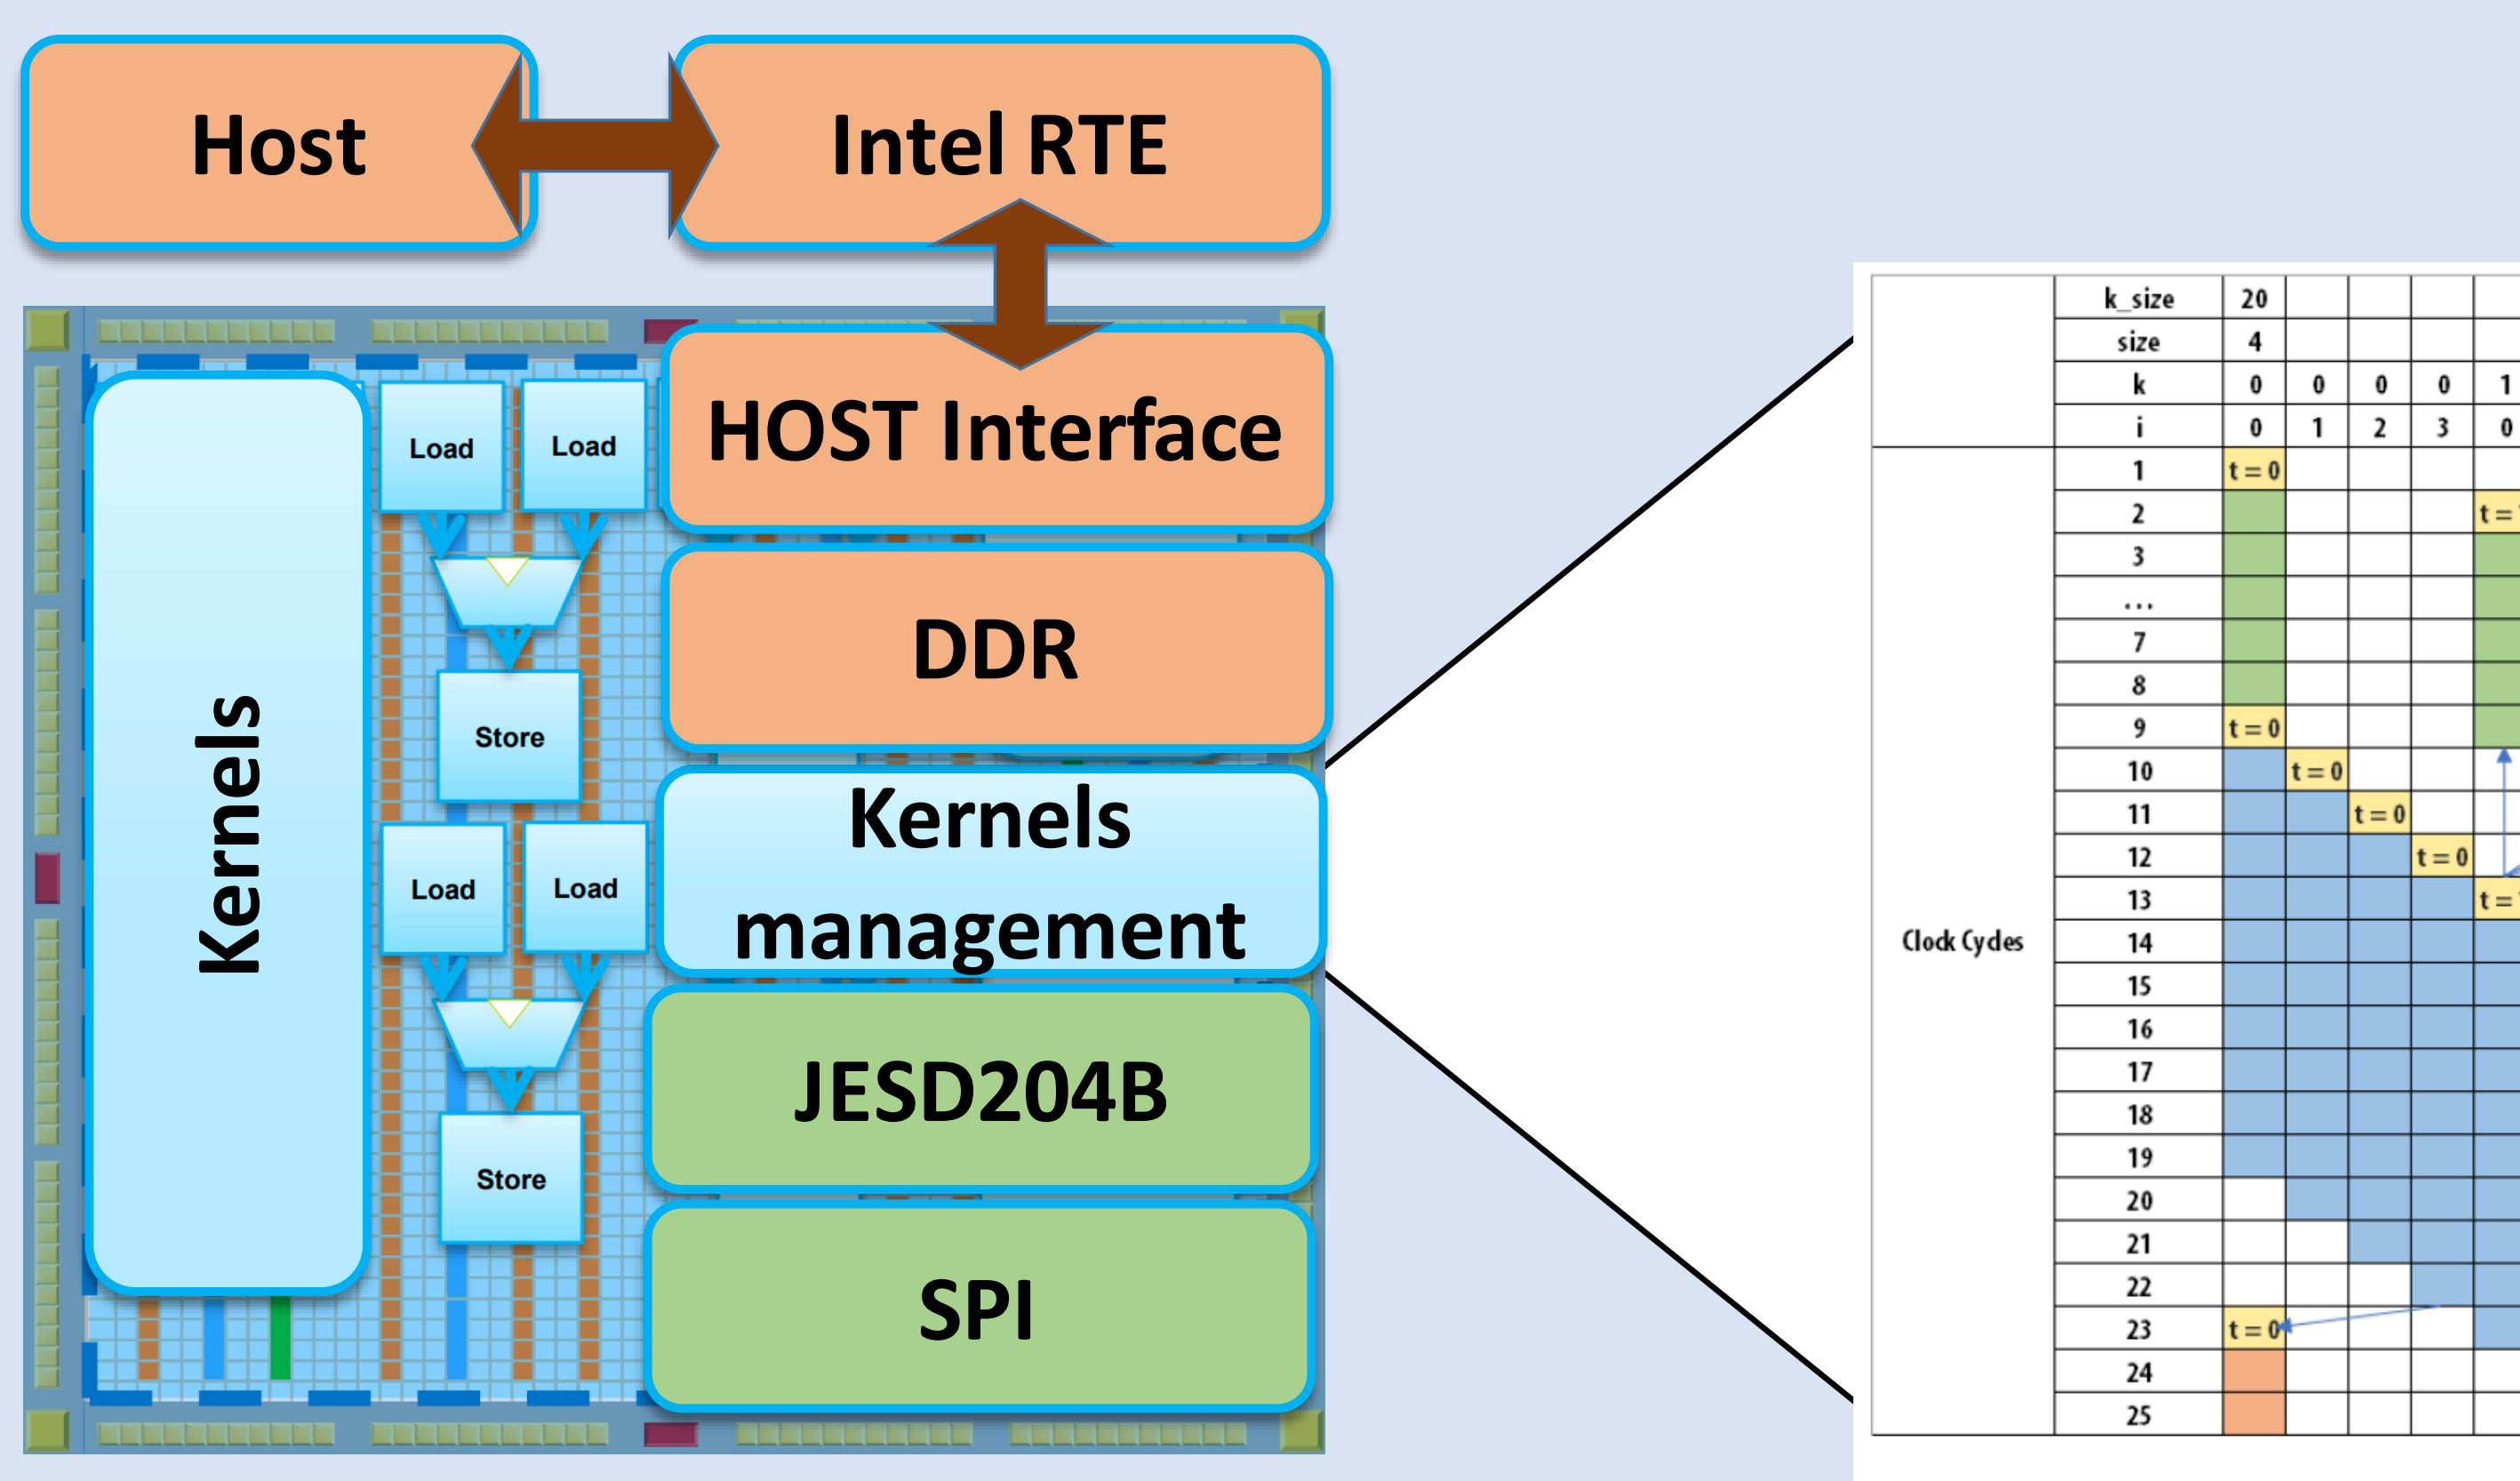 Host
Intel RTE
HOST Interface
DDR
Kernels
management
JESD204B
SPI
Kernels
Load Load
Store
Load Load
Store
k_size 20
size 4
k 0 0 0 0 1
i 0 1 2 3 0
Clock Cycles
1 t = 0
2 t =
3
...
7
8
9 t = 0
10 t = 0
11 t = 0
12 t = 0
13 t =
14
15
16
17
18
19
20
21
22
23 t = 0
24
25